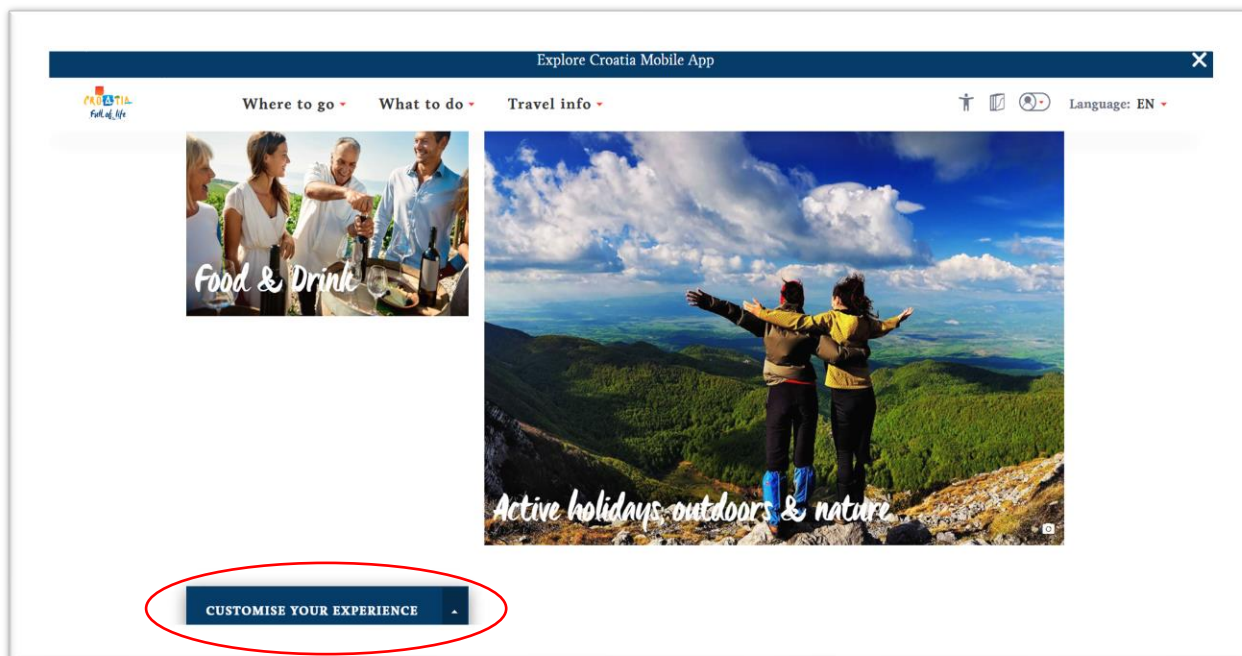 Explore Croatia Mobile App
CROATIA
Full of life
Where to go
What to do
Travel info
Language: EN
Food & Drink
Active holidays, outdoors & nature
CUSTOMISE YOUR EXPERIENCE